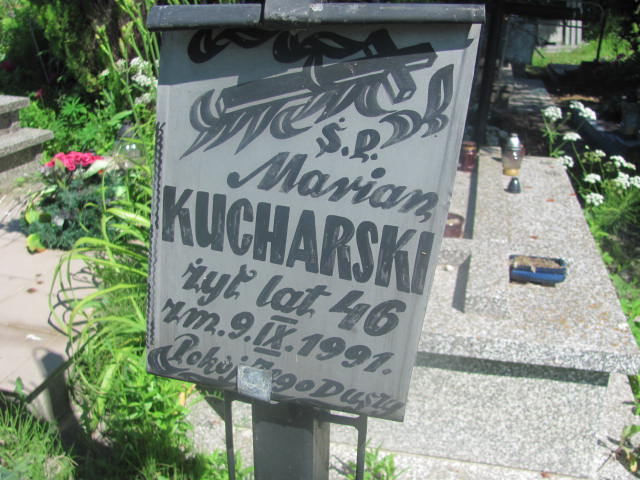 Ś.P.
Marian
KUCHARSKI
żył lat 46
zm. 9.IX.1991.
Pokój Jego Duszy